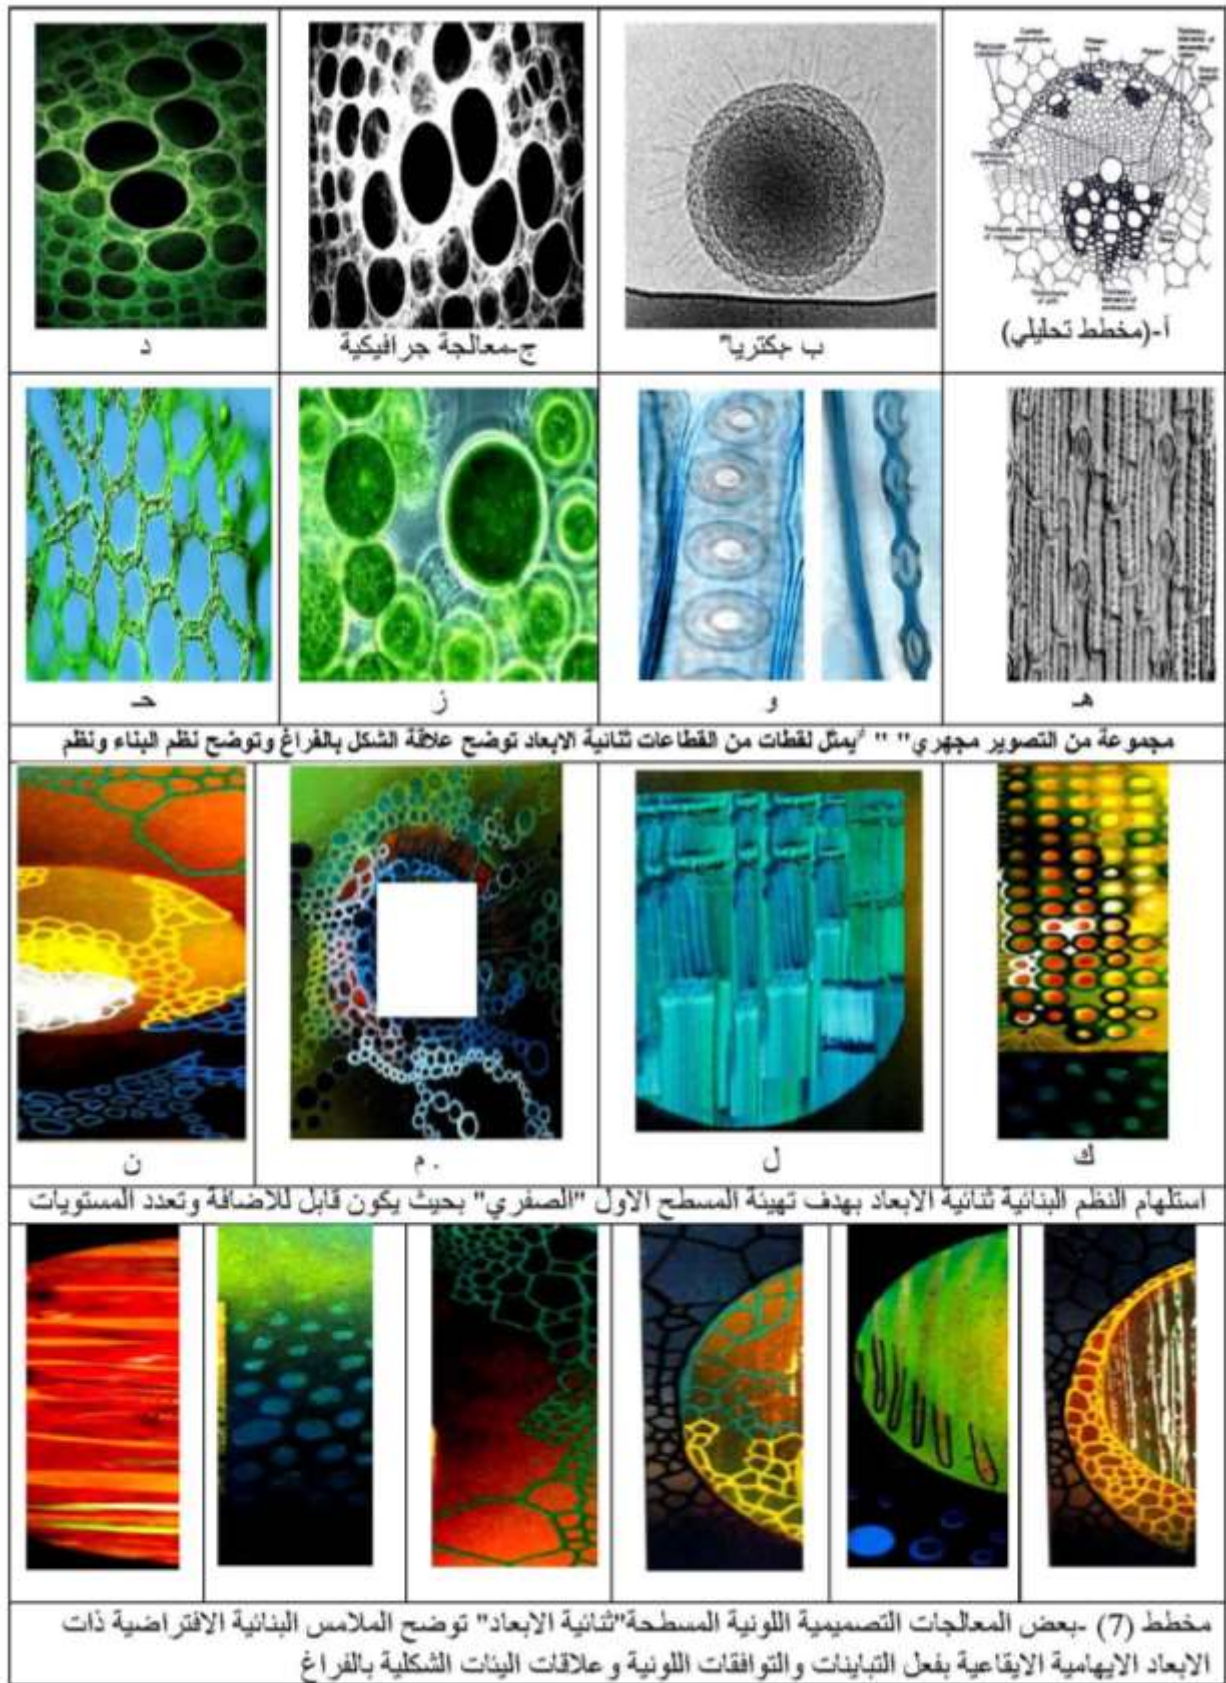 أ-(مخطط تحليلي)
ب -بكتريا"
ج-معالجة جرافيكية
د
هـ
و
ز
حـ
مجموعة من التصوير مجهري" " يمثل لقطات من القطاعات ثنائية الابعاد توضح علاقة الشكل بالفراغ وتوضح نظم البناء ونظم
ك
ل
م .
ن
استلهام النظم البنائية ثنائية الابعاد بهدف تهيئة المسطح الاول "الصفري" بحيث يكون قابل للاضافة وتعدد المستويات
مخطط (7) -بعض المعالجات التصميمية اللونية المسطحة"ثنائية الابعاد" توضح الملامس البنائية الافتراضية ذات
الابعاد الايهامية الايقاعية بفعل التباينات والتوافقات اللونية وعلاقات اليئات الشكلية بالفراغ